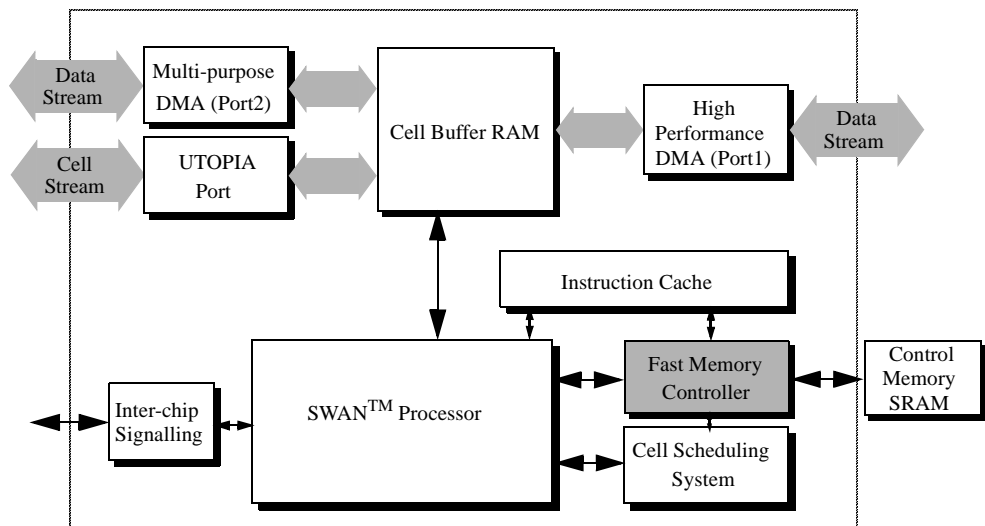 Data
Stream
Multi-purpose
DMA (Port2)
Cell Buffer RAM
High
Performance
DMA (Port1)
Data
Stream
Cell
Stream
UTOPIA
Port
Instruction Cache
SWAN™ Processor
Fast Memory
Controller
Control
Memory
SRAM
Inter-chip
Signalling
Cell Scheduling
System